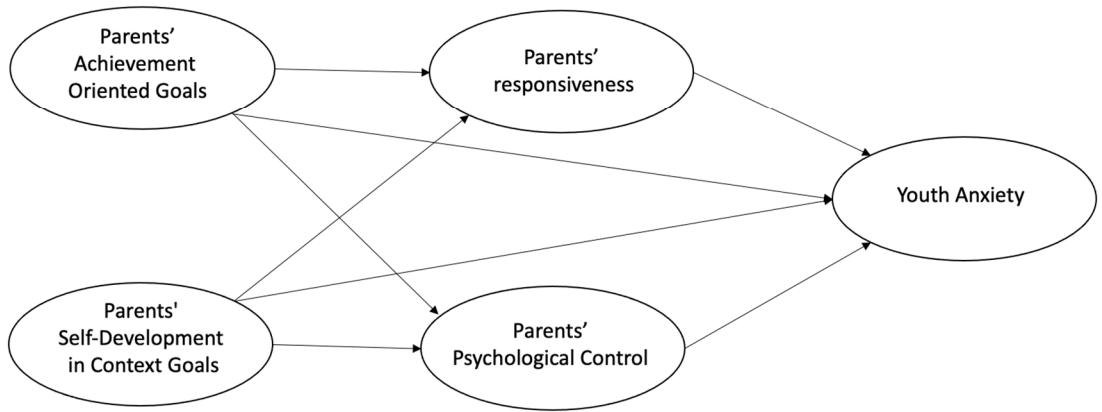 Parents’
Achievement
Oriented Goals
Parents’
responsiveness
Youth Anxiety
Parents'
Self-Development
in Context Goals
Parents’
Psychological Control